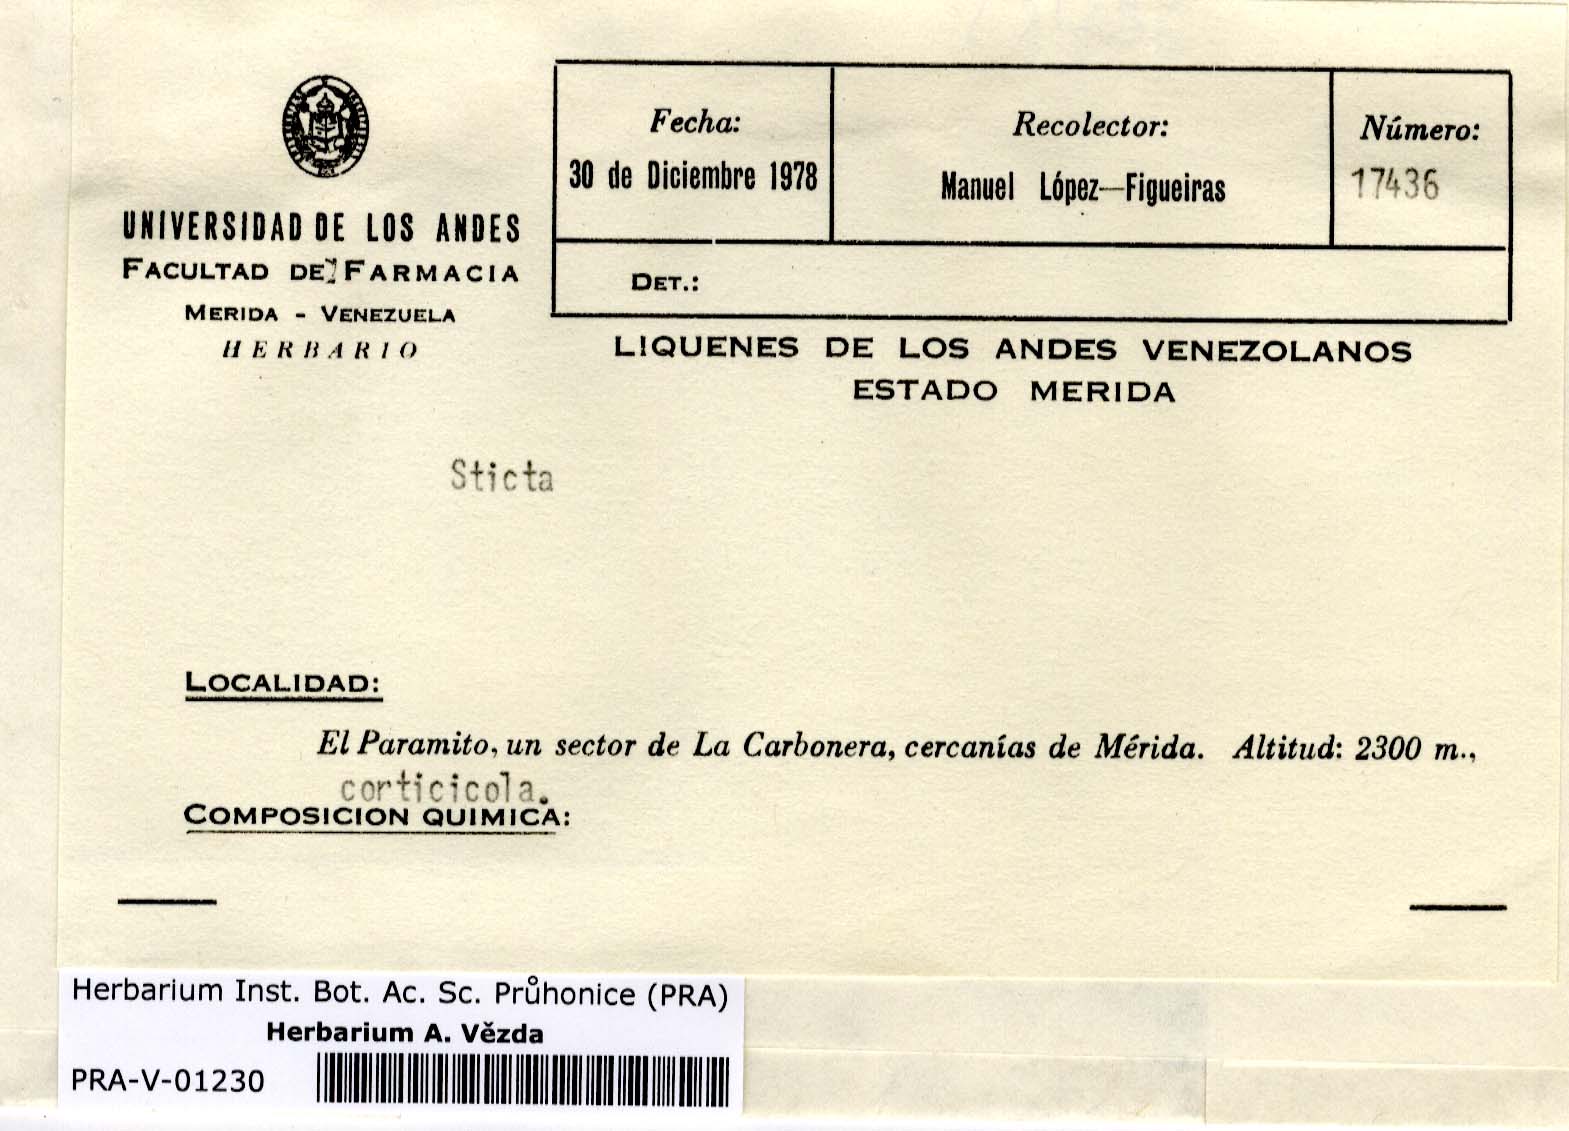 Fecha:
30 de Diciembre 1978
Recolector:
Manuel López—Figueiras
Número:
17436
DET.:
UNIVERSIDAD DE LOS ANDES
FACULTAD DE FARMACIA
MERIDA - VENEZUELA
HERBARIO
LIQUENES DE LOS ANDES VENEZOLANOS
ESTADO MERIDA
Sticta
LOCALIDAD:
El Paramito, un sector de La Carbonera, cercanías de Mérida. Altitud: 2300 m.,
corticicola.
COMPOSICION QUIMICA:
Herbarium Inst. Bot. Ac. Sc. Průhonice (PRA)
Herbarium A. Vězda
PRA-V-01230